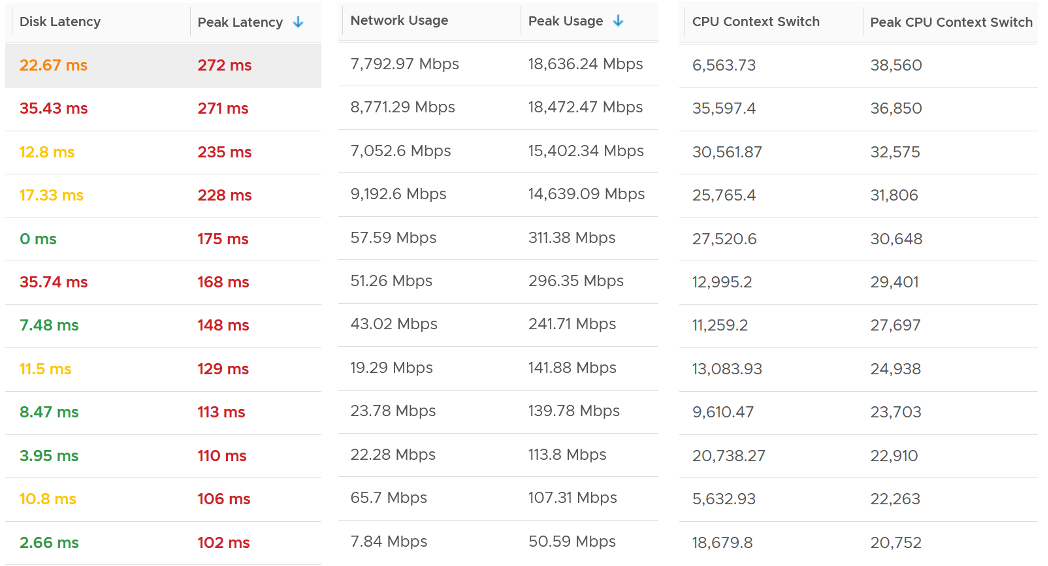 Disk Latency Peak Latency Network Usage Peak Usage CPU Context Switch Peak CPU Context Switch
22.67 ms 272 ms 7,792.97 Mbps 18,636.24 Mbps 6,563.73 38,560
35.43 ms 271 ms 8,771.29 Mbps 18,472.47 Mbps 35,597.4 36,850
12.8 ms 235 ms 7,052.6 Mbps 15,402.34 Mbps 30,561.87 32,575
17.33 ms 228 ms 9,192.6 Mbps 14,639.09 Mbps 25,765.4 31,806
0 ms 175 ms 57.59 Mbps 311.38 Mbps 27,520.6 30,648
35.74 ms 168 ms 51.26 Mbps 296.35 Mbps 12,995.2 29,401
7.48 ms 148 ms 43.02 Mbps 241.71 Mbps 11,259.2 27,697
11.5 ms 129 ms 19.29 Mbps 141.88 Mbps 13,083.93 24,938
8.47 ms 113 ms 23.78 Mbps 139.78 Mbps 9,610.47 23,703
3.95 ms 110 ms 22.28 Mbps 113.8 Mbps 20,738.27 22,910
10.8 ms 106 ms 65.7 Mbps 107.31 Mbps 5,632.93 22,263
2.66 ms 102 ms 7.84 Mbps 50.59 Mbps 18,679.8 20,752